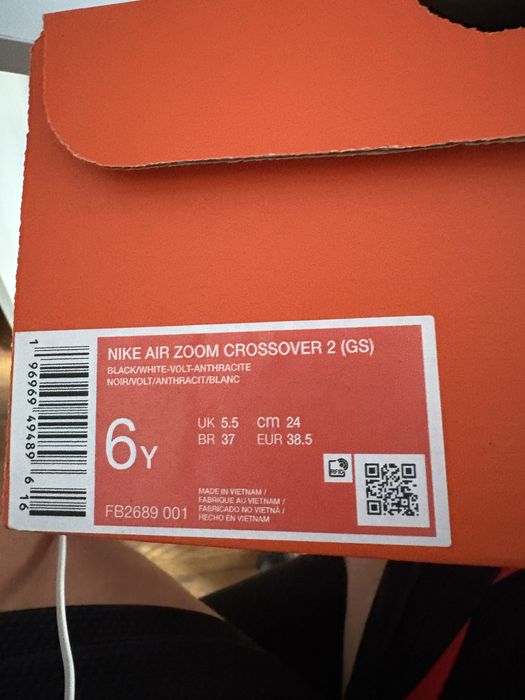 NIKE AIR ZOOM CROSSOVER 2 (GS)
BLACK/WHITE-VOLT-ANTHRACITE
NOIR/VOLT/ANTHRACIT/BLANC
6Y
UK 5.5 cm 24
BR 37 EUR 38.5
RFID
MADE IN VIETNAM /
FABRIQUE AU VIETNAM /
FABRICADO NO VIETNÃ /
HECHO EN VIETNAM
FB2689 001
1 96969 49489 6 16